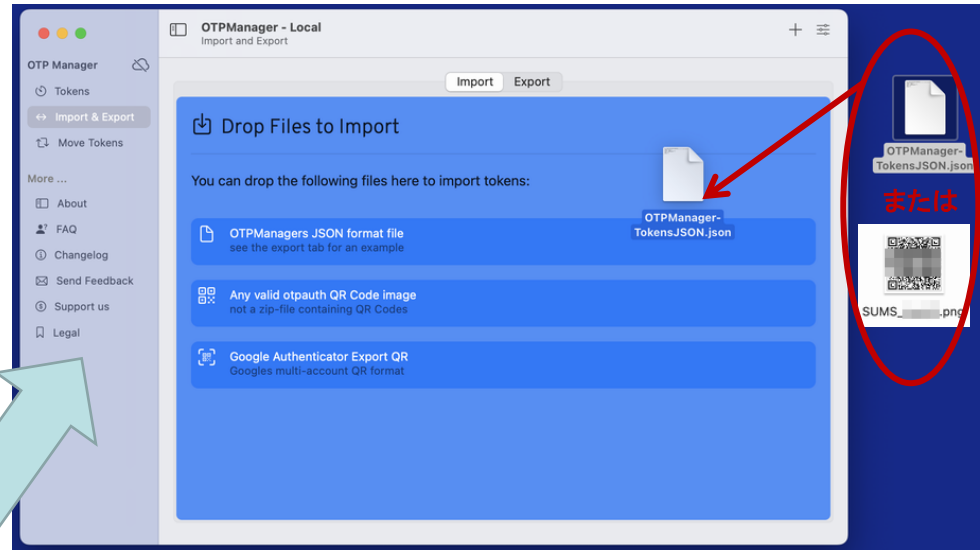 OTPManager - Local
Import and Export
OTP Manager
Tokens
Import & Export
Move Tokens
More ...
About
FAQ
Changelog
Send Feedback
Support us
Legal
Import Export
Drop Files to Import
You can drop the following files here to import tokens:
OTPManagers JSON format file
see the export tab for an example
Any valid otpauth QR Code image
not a zip-file containing QR Codes
Google Authenticator Export QR
Googles multi-account QR format
OTPManager-
TokensJSON.json
OTPManager-
TokensJSON.json
または
SUMS_ .png